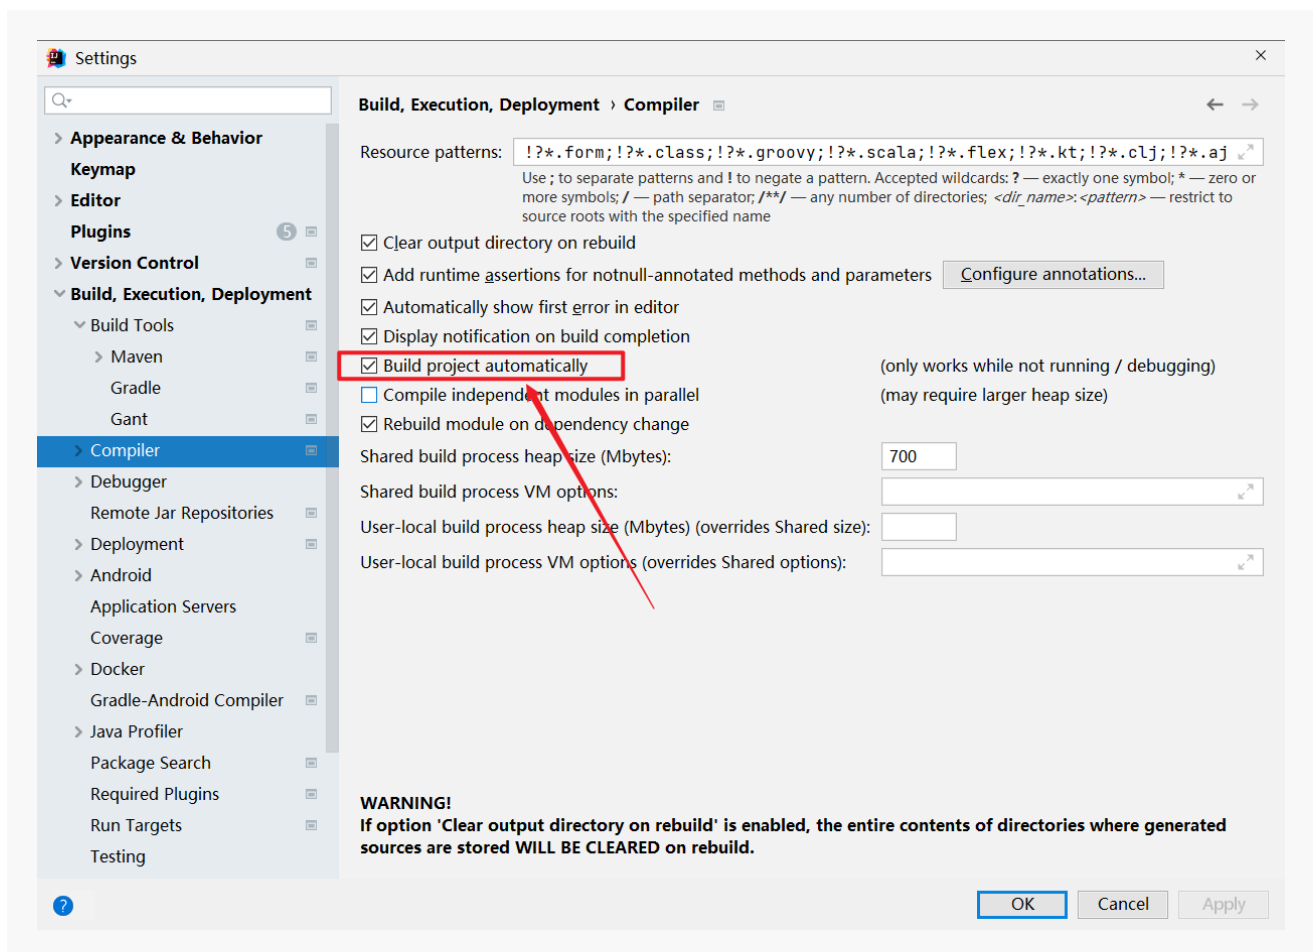 Settings
Appearance & Behavior
Keymap
Editor
Plugins 5
Version Control
Build, Execution, Deployment
Build Tools
Maven
Gradle
Gant
Compiler
Debugger
Remote Jar Repositories
Deployment
Android
Application Servers
Coverage
Docker
Gradle-Android Compiler
Java Profiler
Package Search
Required Plugins
Run Targets
Testing
Build, Execution, Deployment › Compiler
Resource patterns: !?*.form;!?*.class;!?*.groovy;!?*.scala;!?*.flex;!?*.kt;!?*.clj;!?*.aj
Use ; to separate patterns and ! to negate a pattern. Accepted wildcards: ? — exactly one symbol; * — zero or
more symbols; / — path separator; /**/ — any number of directories; <dir_name>:<pattern> — restrict to
source roots with the specified name
Clear output directory on rebuild
Add runtime assertions for notnull-annotated methods and parameters Configure annotations...
Automatically show first error in editor
Display notification on build completion
Build project automatically (only works while not running / debugging)
Compile independent modules in parallel (may require larger heap size)
Rebuild module on dependency change
Shared build process heap size (Mbytes): 700
Shared build process VM options:
User-local build process heap size (Mbytes) (overrides Shared size):
User-local build process VM options (overrides Shared options):
WARNING!
If option 'Clear output directory on rebuild' is enabled, the entire contents of directories where generated
sources are stored WILL BE CLEARED on rebuild.
? OK Cancel Apply